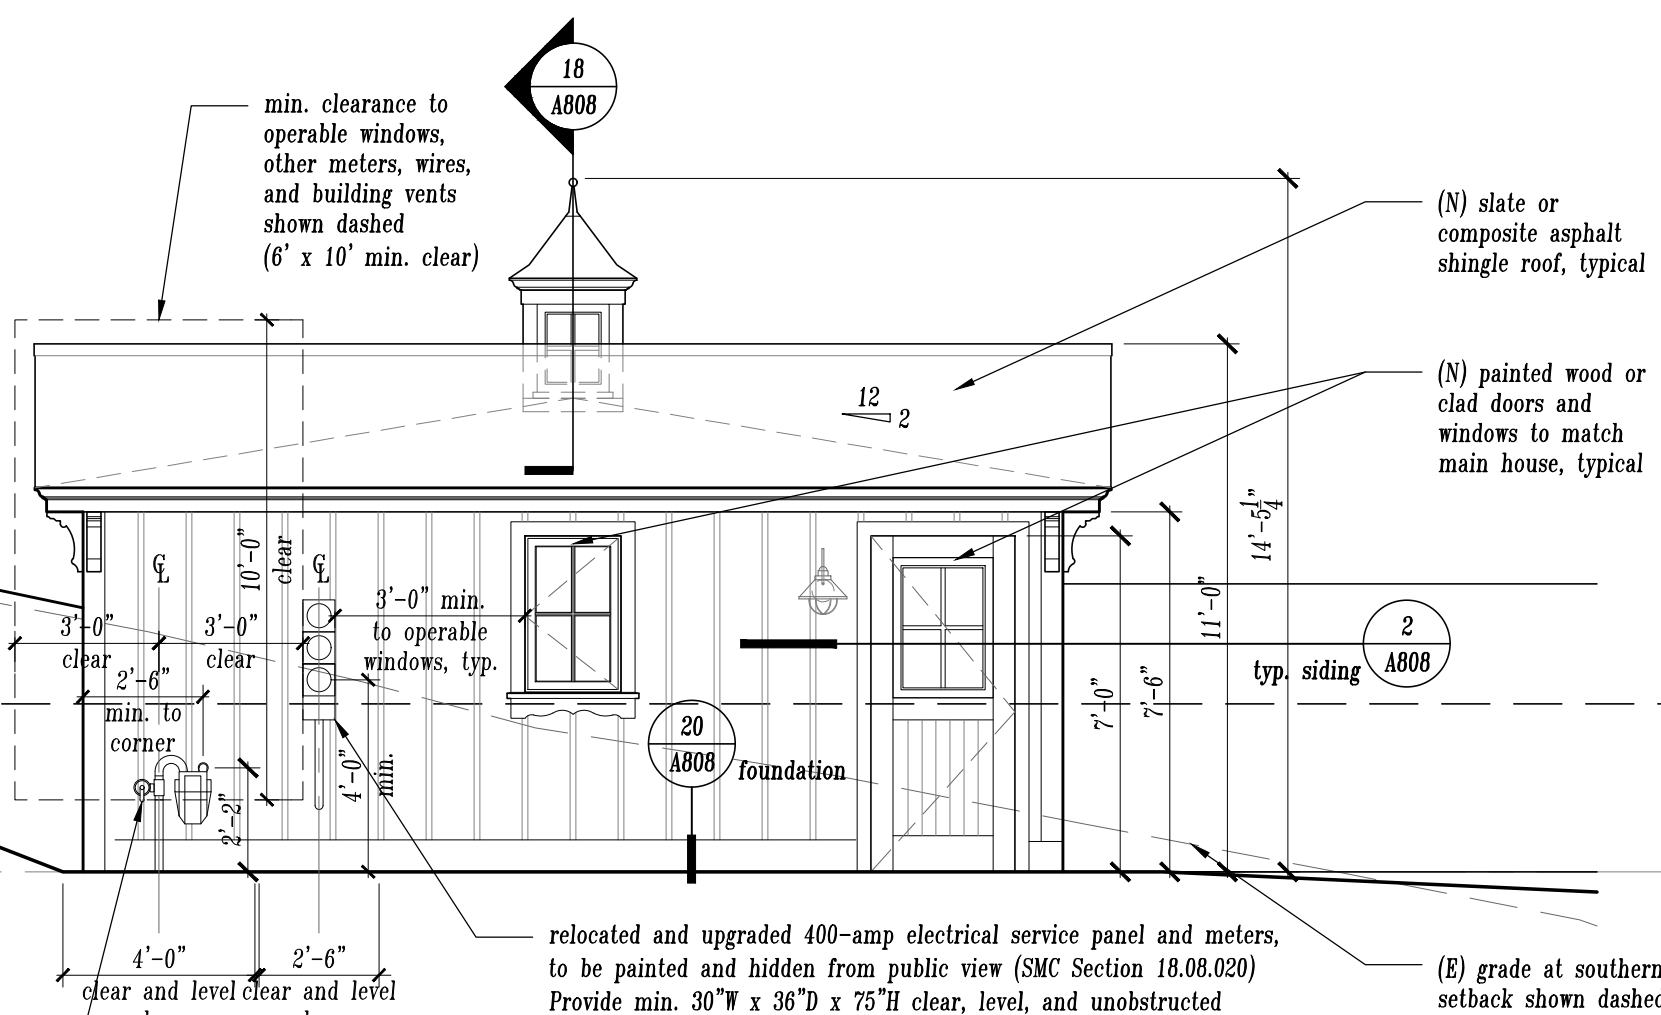 18
A808
min. clearance to
operable windows,
other meters, wires,
and building vents
shown dashed
(6' x 10' min. clear)
(N) slate or
composite asphalt
shingle roof, typical
(N) painted wood or
clad doors and
windows to match
main house, typical
12
2
14'-5 1/4"
11'-0"
7'-6"
7'-0"
10'-0"
clear
℄
℄
3'-0"
clear
3'-0"
clear
3'-0" min.
to operable
windows, typ.
2'-6"
min. to
corner
2
A808
typ. siding
20
A808
foundation
4'-0"
min.
2'-2"
4'-0"
clear and level
2'-6"
clear and level
relocated and upgraded 400-amp electrical service panel and meters,
to be painted and hidden from public view (SMC Section 18.08.020)
Provide min. 30"W x 36"D x 75"H clear, level, and unobstructed
(E) grade at southern
setback shown dashed